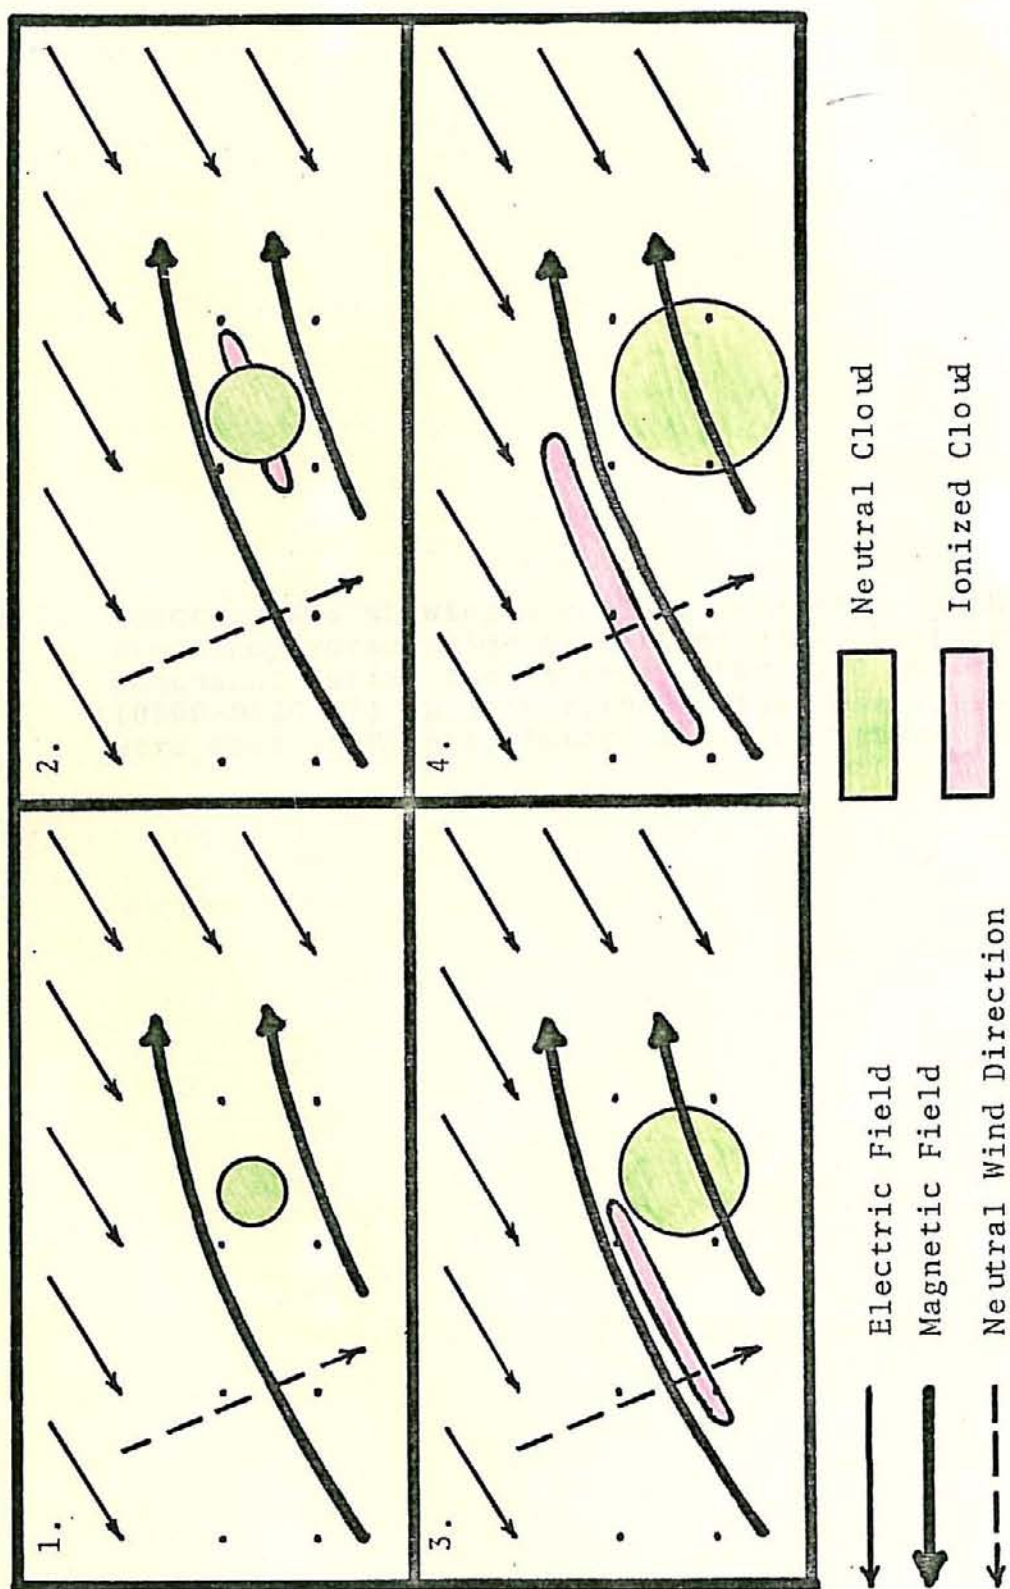 1.
2.
3.
4.
Electric Field
Magnetic Field
Neutral Wind Direction
Neutral Cloud
Ionized Cloud